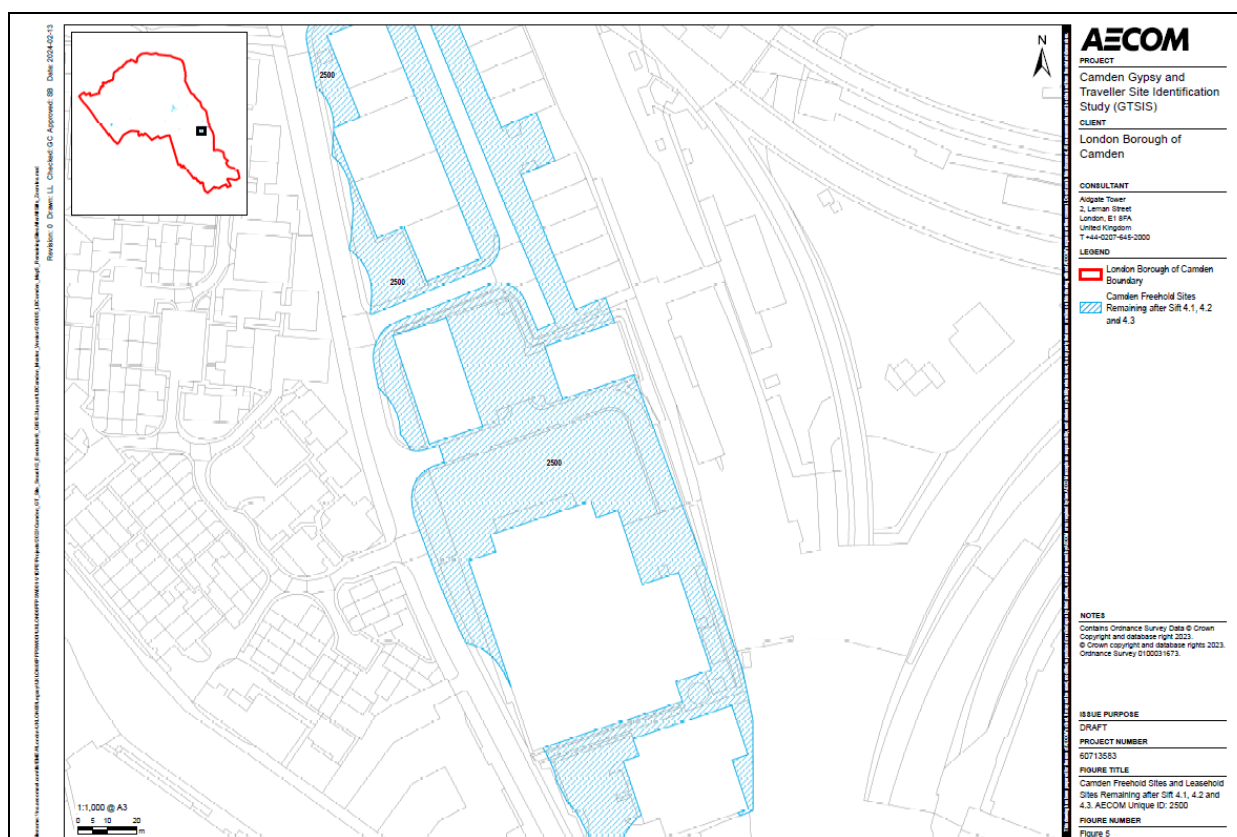 Revision: 0 Drawn: LL Checked: GC Approved: BB Date: 2024-02-13
2500
2500
2500
N
1:1,000 @ A3
0 5 10 20
m
AECOM
PROJECT
Camden Gypsy and
Traveller Site Identification
Study (GTSIS)
CLIENT
London Borough of
Camden
CONSULTANT
Aldgate Tower
2, Leman Street
London, E1 8FA
United Kingdom
T +44-0207-645-2000
LEGEND
London Borough of Camden
Boundary
Camden Freehold Sites
Remaining after Sift 4.1, 4.2
and 4.3
NOTES
Contains Ordnance Survey Data © Crown
Copyright and database right 2023.
© Crown copyright and database rights 2023.
Ordnance Survey 0100031673.
ISSUE PURPOSE
DRAFT
PROJECT NUMBER
60713583
FIGURE TITLE
Camden Freehold Sites and Leasehold
Sites Remaining after Sift 4.1, 4.2 and
4.3. AECOM Unique ID: 2500
FIGURE NUMBER
Figure 5